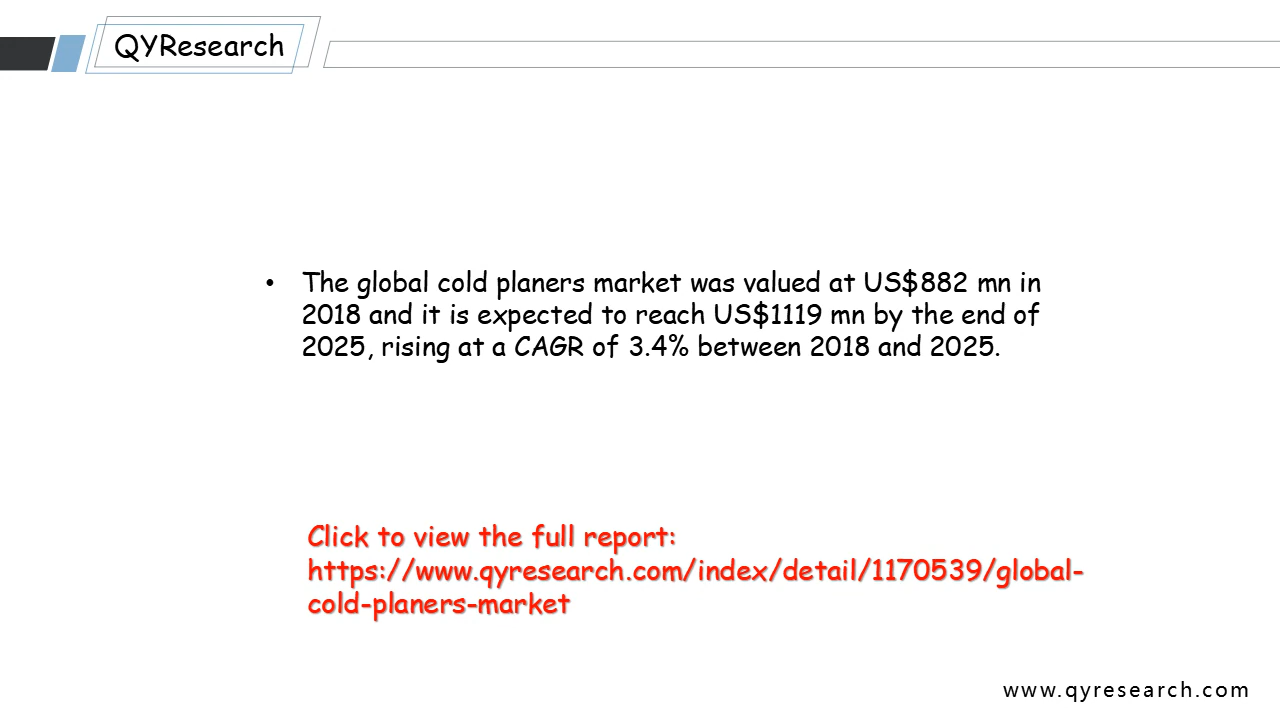 QYResearch
• The global cold planers market was valued at US$882 mn in
2018 and it is expected to reach US$1119 mn by the end of
2025, rising at a CAGR of 3.4% between 2018 and 2025.
Click to view the full report:
https://www.qyresearch.com/index/detail/1170539/global-
cold-planers-market
www.qyresearch.com